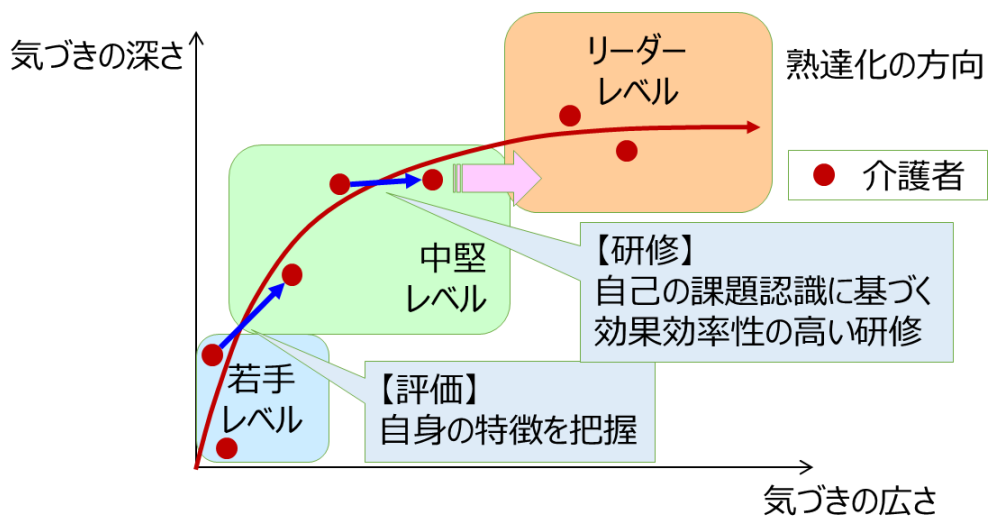 気づきの深さ
リーダー
レベル
熟達化の方向
介護者
中堅
レベル
【研修】
自己の課題認識に基づく
効果効率性の高い研修
若手
レベル
【評価】
自身の特徴を把握
気づきの広さ